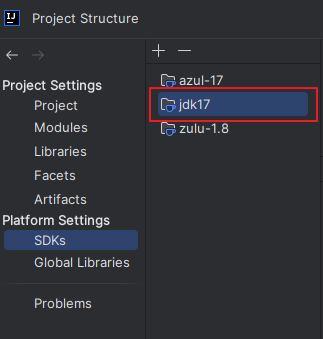 IJ
Project Structure
Project Settings
Project
Modules
Libraries
Facets
Artifacts
Platform Settings
SDKs
Global Libraries
Problems
azul-17
jdk17
zulu-1.8